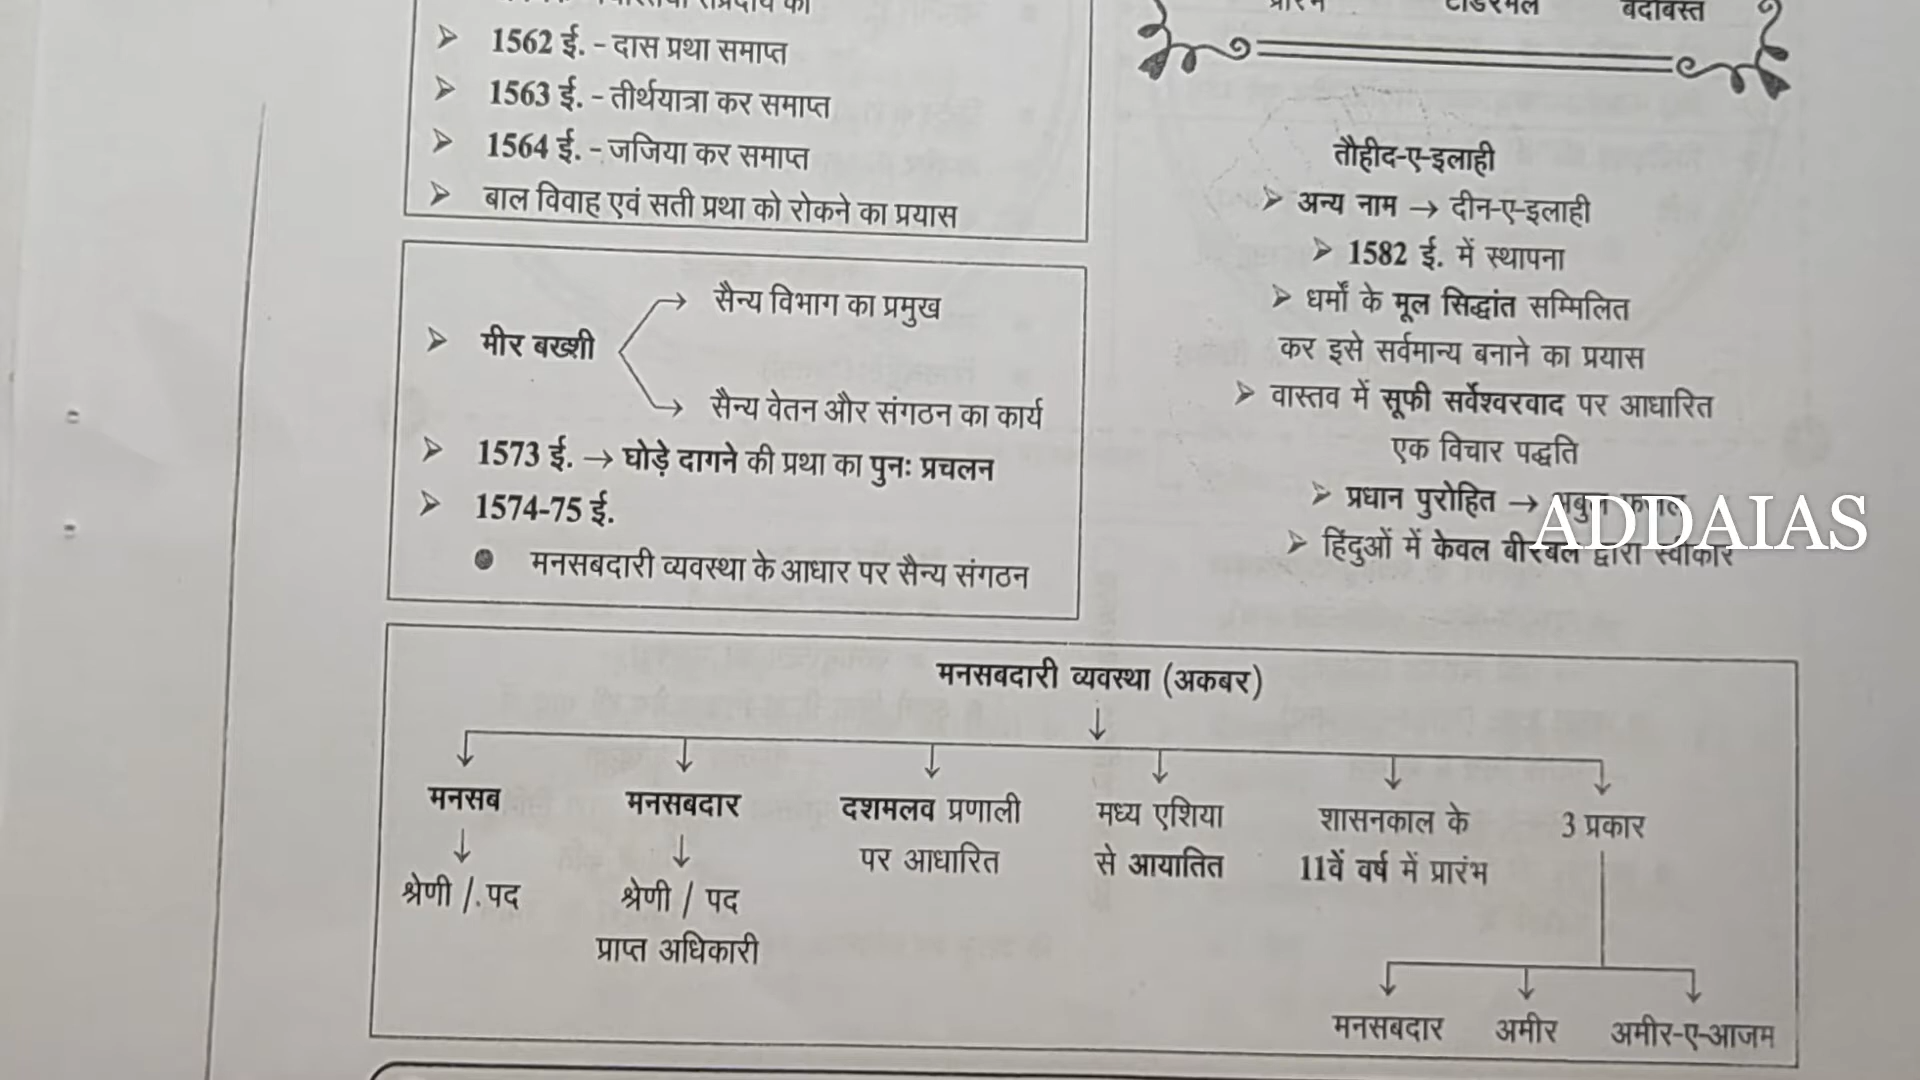 1562 ई. – दास प्रथा समाप्त
1563 ई. – तीर्थयात्रा कर समाप्त
1564 ई. – जजिया कर समाप्त
बाल विवाह एवं सती प्रथा को रोकने का प्रयास
मीर बख्शी
सैन्य विभाग का प्रमुख
सैन्य वेतन और संगठन का कार्य
1573 ई. → घोड़े दागने की प्रथा का पुनः प्रचलन
1574-75 ई.
मनसबदारी व्यवस्था के आधार पर सैन्य संगठन
प्रारंभ टोडरमल बंदोबस्त
तौहीद-ए-इलाही
अन्य नाम → दीन-ए-इलाही
1582 ई. में स्थापना
धर्मों के मूल सिद्धांत सम्मिलित
कर इसे सर्वमान्य बनाने का प्रयास
वास्तव में सूफी सर्वेश्वरवाद पर आधारित
एक विचार पद्धति
प्रधान पुरोहित → अबुल फजल
ADDAIAS
हिंदुओं में केवल बीरबल द्वारा स्वीकार
मनसबदारी व्यवस्था (अकबर)
मनसब
श्रेणी /. पद
मनसबदार
श्रेणी / पद
प्राप्त अधिकारी
दशमलव प्रणाली
पर आधारित
मध्य एशिया
से आयातित
शासनकाल के
11वें वर्ष में प्रारंभ
3 प्रकार
मनसबदार अमीर अमीर-ए-आजम